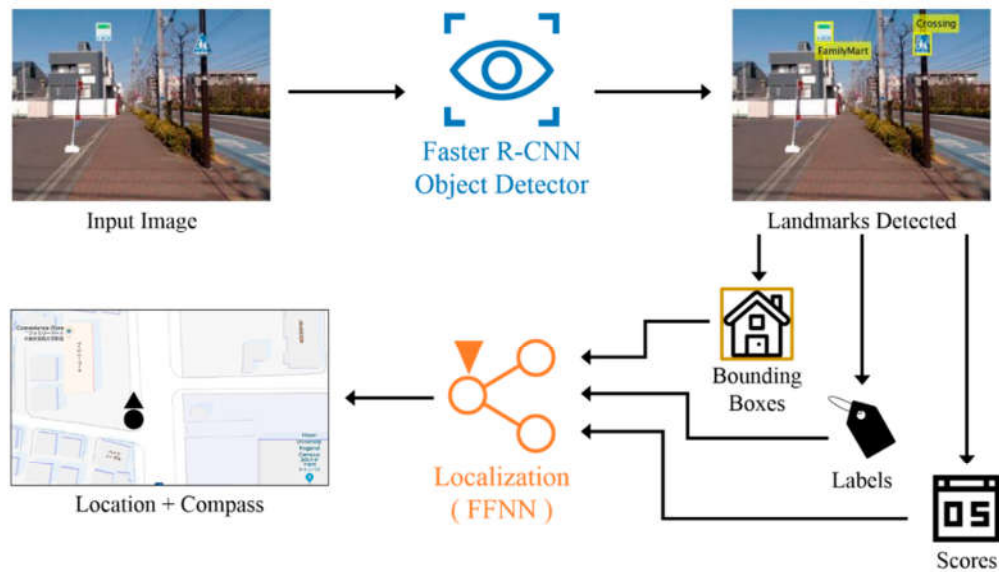 FamilyMart
Crossing
Input Image
Faster R-CNN
Object Detector
Landmarks Detected
Bounding
Boxes
Labels
05
Scores
Localization
( FFNN )
Convenience Store
Location + Compass